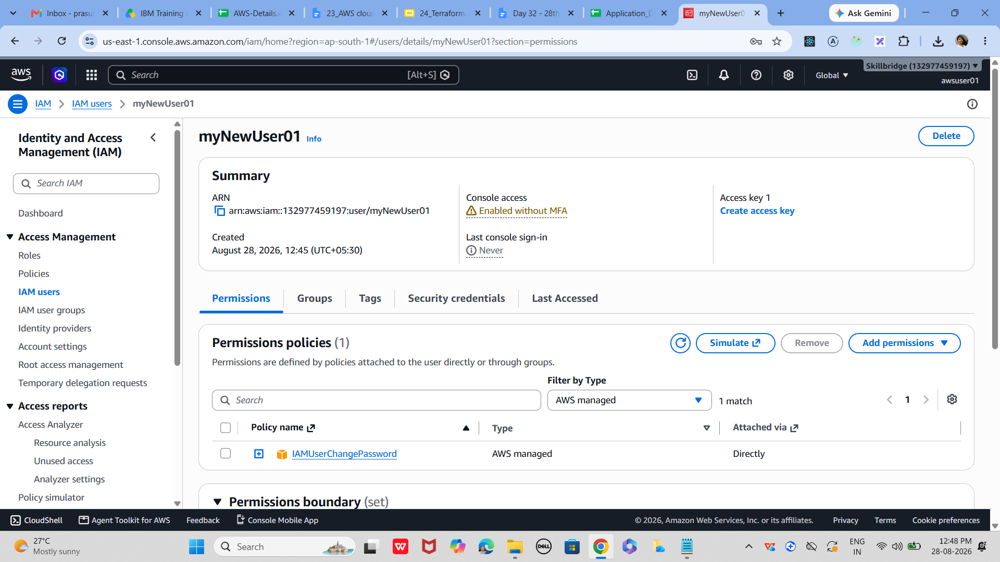 Inbox - prasur
IBM Training
AWS-Details.x
23_AWS clou
24_Terraform.
Day 32 - 28th
Application_D
myNewUser0
Ask Gemini
us-east-1.console.aws.amazon.com/iam/home?region=ap-south-1#/users/details/myNewUser01?section=permissions
aws
Search
[Alt+S]
Global
Skillbridge (132977459197)
awsuser01
IAM
IAM users
myNewUser01
Identity and Access
Management (IAM)
Search IAM
Dashboard
Access Management
Roles
Policies
IAM users
IAM user groups
Identity providers
Account settings
Root access management
Temporary delegation requests
Access reports
Access Analyzer
Resource analysis
Unused access
Analyzer settings
Policy simulator
myNewUser01 Info
Delete
Summary
ARN
arn:aws:iam::132977459197:user/myNewUser01
Created
August 28, 2026, 12:45 (UTC+05:30)
Console access
Enabled without MFA
Last console sign-in
Never
Access key 1
Create access key
Permissions
Groups
Tags
Security credentials
Last Accessed
Permissions policies (1)
Simulate
Remove
Add permissions
Permissions are defined by policies attached to the user directly or through groups.
Filter by Type
Search
AWS managed
1 match
1
Policy name
Type
Attached via
IAMUserChangePassword
AWS managed
Directly
Permissions boundary (set)
CloudShell
Agent Toolkit for AWS
Feedback
Console Mobile App
© 2026, Amazon Web Services, Inc. or its affiliates.
Privacy
Terms
Cookie preferences
27°C
Mostly sunny
Search
DELL
ENG
IN
12:48 PM
28-08-2026